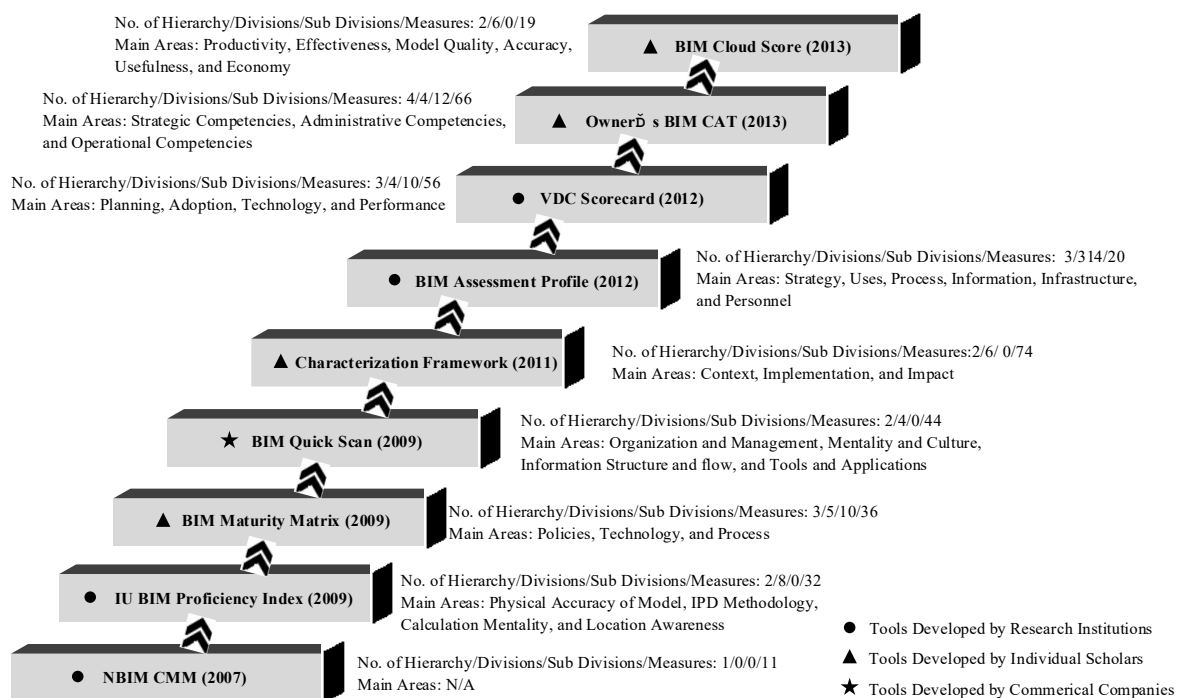 No. of Hierarchy/Divisions/Sub Divisions/Measures: 2/6/0/19
Main Areas: Productivity, Effectiveness, Model Quality, Accuracy,
Usefulness, and Economy
▲ BIM Cloud Score (2013)
No. of Hierarchy/Divisions/Sub Divisions/Measures: 4/4/12/66
Main Areas: Strategic Competencies, Administrative Competencies,
and Operational Competencies
▲ OwnerĎ s BIM CAT (2013)
No. of Hierarchy/Divisions/Sub Divisions/Measures: 3/4/10/56
Main Areas: Planning, Adoption, Technology, and Performance
● VDC Scorecard (2012)
● BIM Assessment Profile (2012)
No. of Hierarchy/Divisions/Sub Divisions/Measures: 3/314/20
Main Areas: Strategy, Uses, Process, Information, Infrastructure,
and Personnel
▲ Characterization Framework (2011)
No. of Hierarchy/Divisions/Sub Divisions/Measures:2/6/ 0/74
Main Areas: Context, Implementation, and Impact
★ BIM Quick Scan (2009)
No. of Hierarchy/Divisions/Sub Divisions/Measures: 2/4/0/44
Main Areas: Organization and Management, Mentality and Culture,
Information Structure and flow, and Tools and Applications
▲ BIM Maturity Matrix (2009)
No. of Hierarchy/Divisions/Sub Divisions/Measures: 3/5/10/36
Main Areas: Policies, Technology, and Process
● IU BIM Proficiency Index (2009)
No. of Hierarchy/Divisions/Sub Divisions/Measures: 2/8/0/32
Main Areas: Physical Accuracy of Model, IPD Methodology,
Calculation Mentality, and Location Awareness
● NBIM CMM (2007)
No. of Hierarchy/Divisions/Sub Divisions/Measures: 1/0/0/11
Main Areas: N/A
● Tools Developed by Research Institutions
▲ Tools Developed by Individual Scholars
★ Tools Developed by Commerical Companies